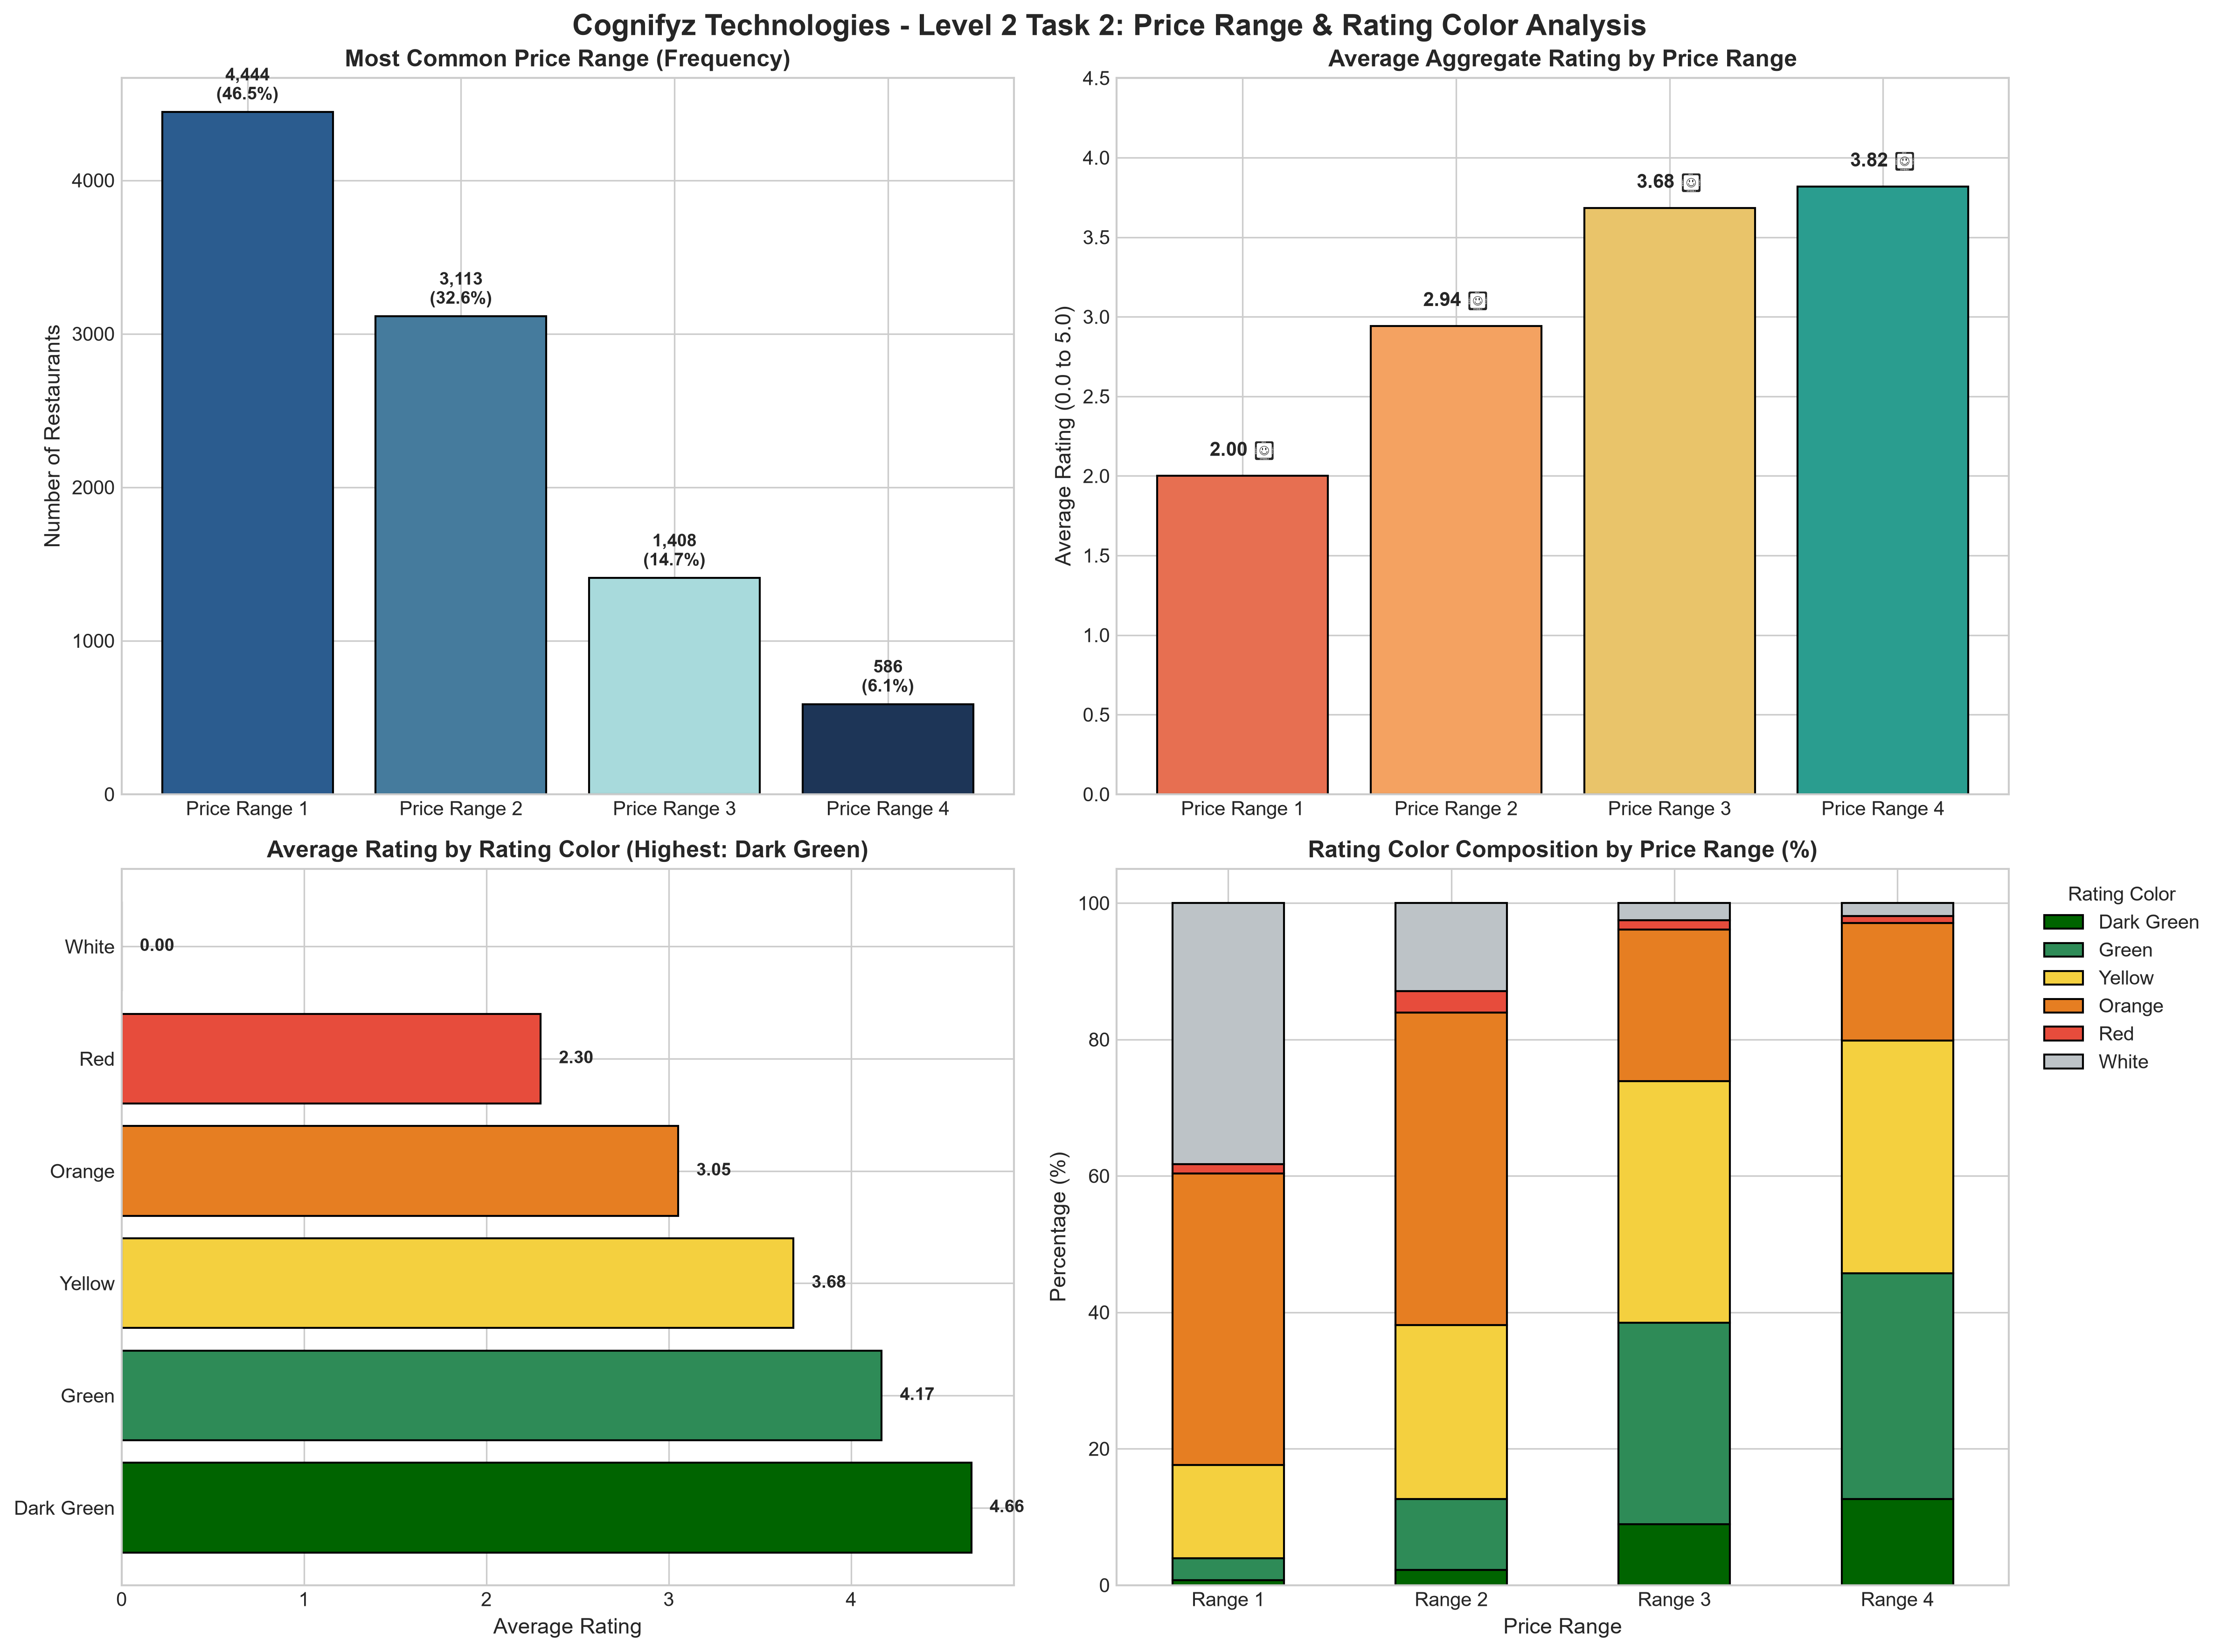 Cognifyz Technologies - Level 2 Task 2: Price Range & Rating Color Analysis
Most Common Price Range (Frequency)
4,444
(46.5%)
3,113
(32.6%)
1,408
(14.7%)
586
(6.1%)
4000
3000
2000
1000
0
Number of Restaurants
Price Range 1
Price Range 2
Price Range 3
Price Range 4
Average Aggregate Rating by Price Range
4.5
4.0
3.5
3.0
2.5
2.0
1.5
1.0
0.5
0.0
Average Rating (0.0 to 5.0)
2.00
2.94
3.68
3.82
Price Range 1
Price Range 2
Price Range 3
Price Range 4
Average Rating by Rating Color (Highest: Dark Green)
White
0.00
Red
2.30
Orange
3.05
Yellow
3.68
Green
4.17
Dark Green
4.66
0
1
2
3
4
Average Rating
Rating Color Composition by Price Range (%)
100
80
60
40
20
0
Percentage (%)
Range 1
Range 2
Range 3
Range 4
Price Range
Rating Color
Dark Green
Green
Yellow
Orange
Red
White